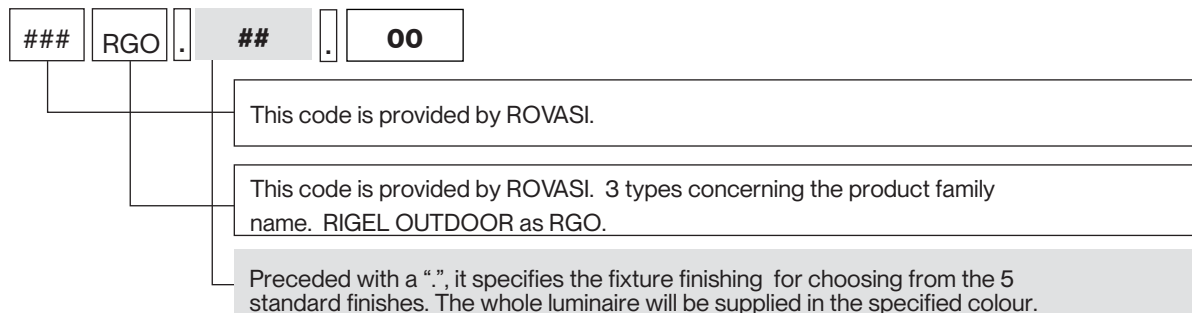 ### RGO . ## . 00
This code is provided by ROVASI.
This code is provided by ROVASI.  3 types concerning the product family
name.  RIGEL OUTDOOR as RGO.
Preceded with a “.”, it specifies the fixture finishing  for choosing from the 5
standard finishes. The whole luminaire will be supplied in the specified colour.